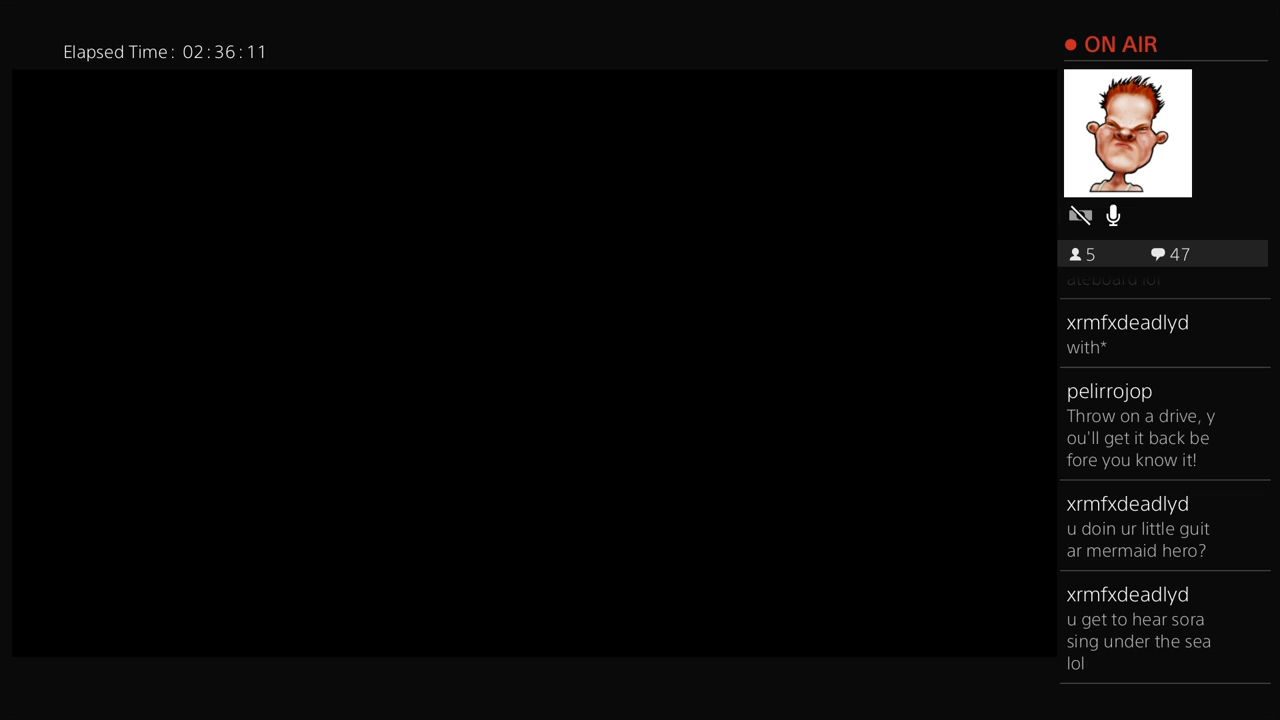 Elapsed Time: 02:36:11
ON AIR
5 47
ateboard lol
xrmfxdeadlyd
with*
pelirrojop
Throw on a drive, y
ou'll get it back be
fore you know it!
xrmfxdeadlyd
u doin ur little guit
ar mermaid hero?
xrmfxdeadlyd
u get to hear sora
sing under the sea
lol